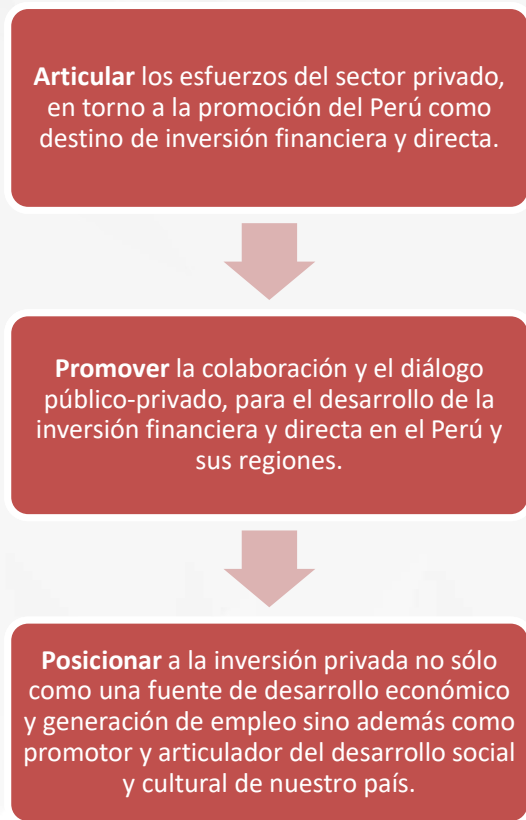 Articular los esfuerzos del sector privado,
en torno a la promoción del Perú como
destino de inversión financiera y directa.
Promover la colaboración y el diálogo
público-privado, para el desarrollo de la
inversión financiera y directa en el Perú y
sus regiones.
Posicionar a la inversión privada no sólo
como una fuente de desarrollo económico
y generación de empleo sino además como
promotor y articulador del desarrollo social
y cultural de nuestro país.